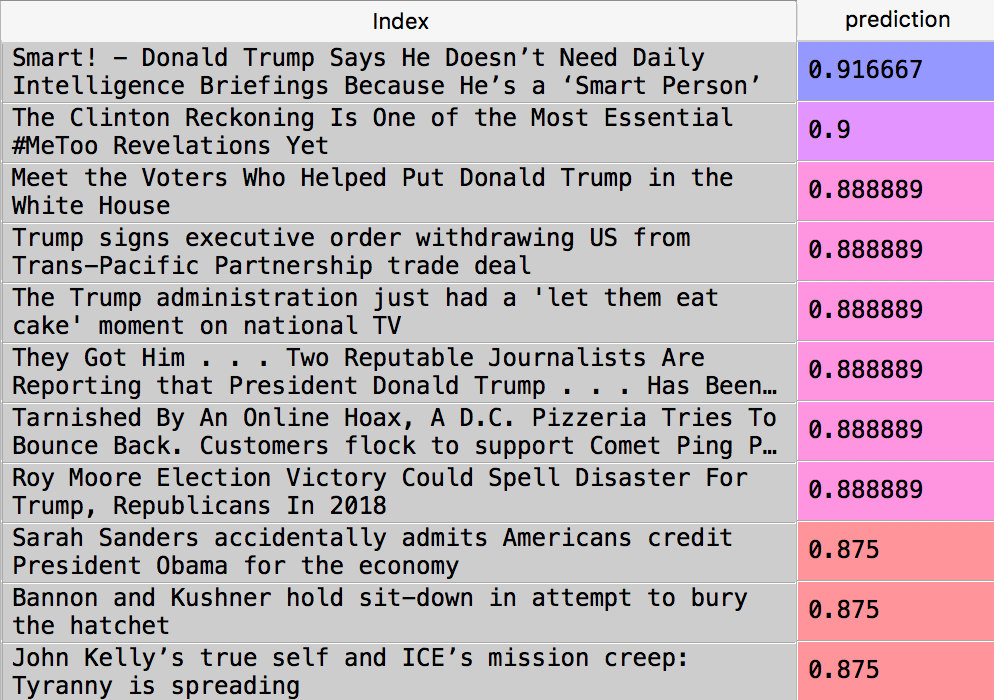 Index prediction
Smart! – Donald Trump Says He Doesn’t Need Daily
Intelligence Briefings Because He’s a ‘Smart Person’
0.916667
The Clinton Reckoning Is One of the Most Essential
#MeToo Revelations Yet
0.9
Meet the Voters Who Helped Put Donald Trump in the
White House
0.888889
Trump signs executive order withdrawing US from
Trans-Pacific Partnership trade deal
0.888889
The Trump administration just had a 'let them eat
cake' moment on national TV
0.888889
They Got Him . . . Two Reputable Journalists Are
Reporting that President Donald Trump . . . Has Been…
0.888889
Tarnished By An Online Hoax, A D.C. Pizzeria Tries To
Bounce Back. Customers flock to support Comet Ping P…
0.888889
Roy Moore Election Victory Could Spell Disaster For
Trump, Republicans In 2018
0.888889
Sarah Sanders accidentally admits Americans credit
President Obama for the economy
0.875
Bannon and Kushner hold sit-down in attempt to bury
the hatchet
0.875
John Kelly’s true self and ICE’s mission creep:
Tyranny is spreading
0.875